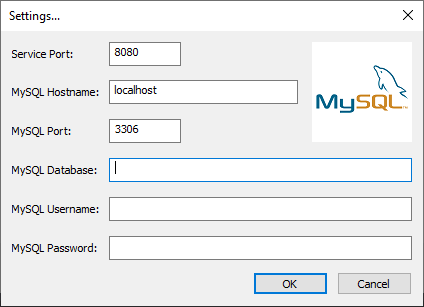 Settings...
Service Port: 8080
MySQL Hostname: localhost
MySQL
MySQL Port: 3306
MySQL Database:
MySQL Username:
MySQL Password:
OK Cancel